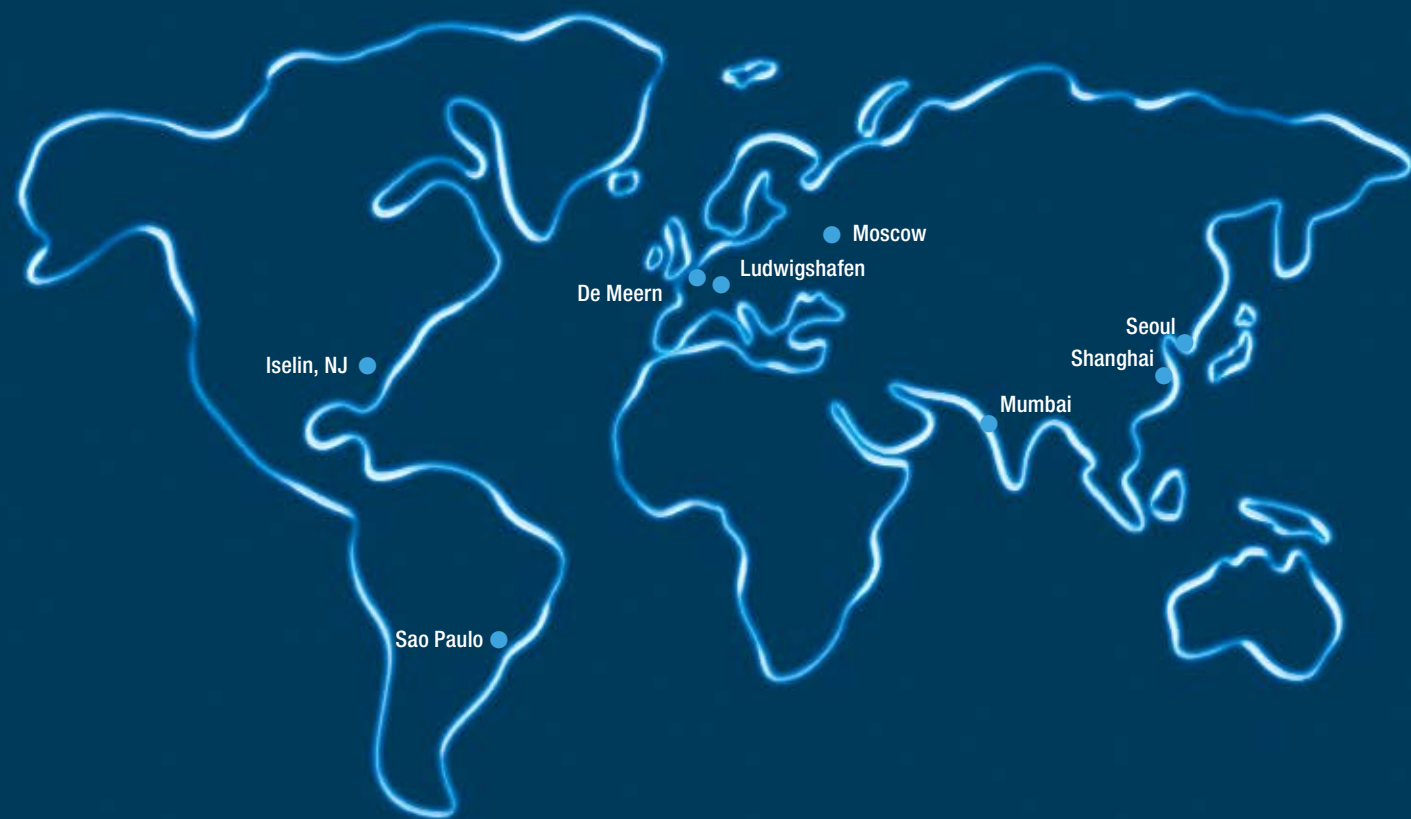 Moscow
Ludwigshafen
De Meern
Seoul
Shanghai
Iselin, NJ
Mumbai
Sao Paulo